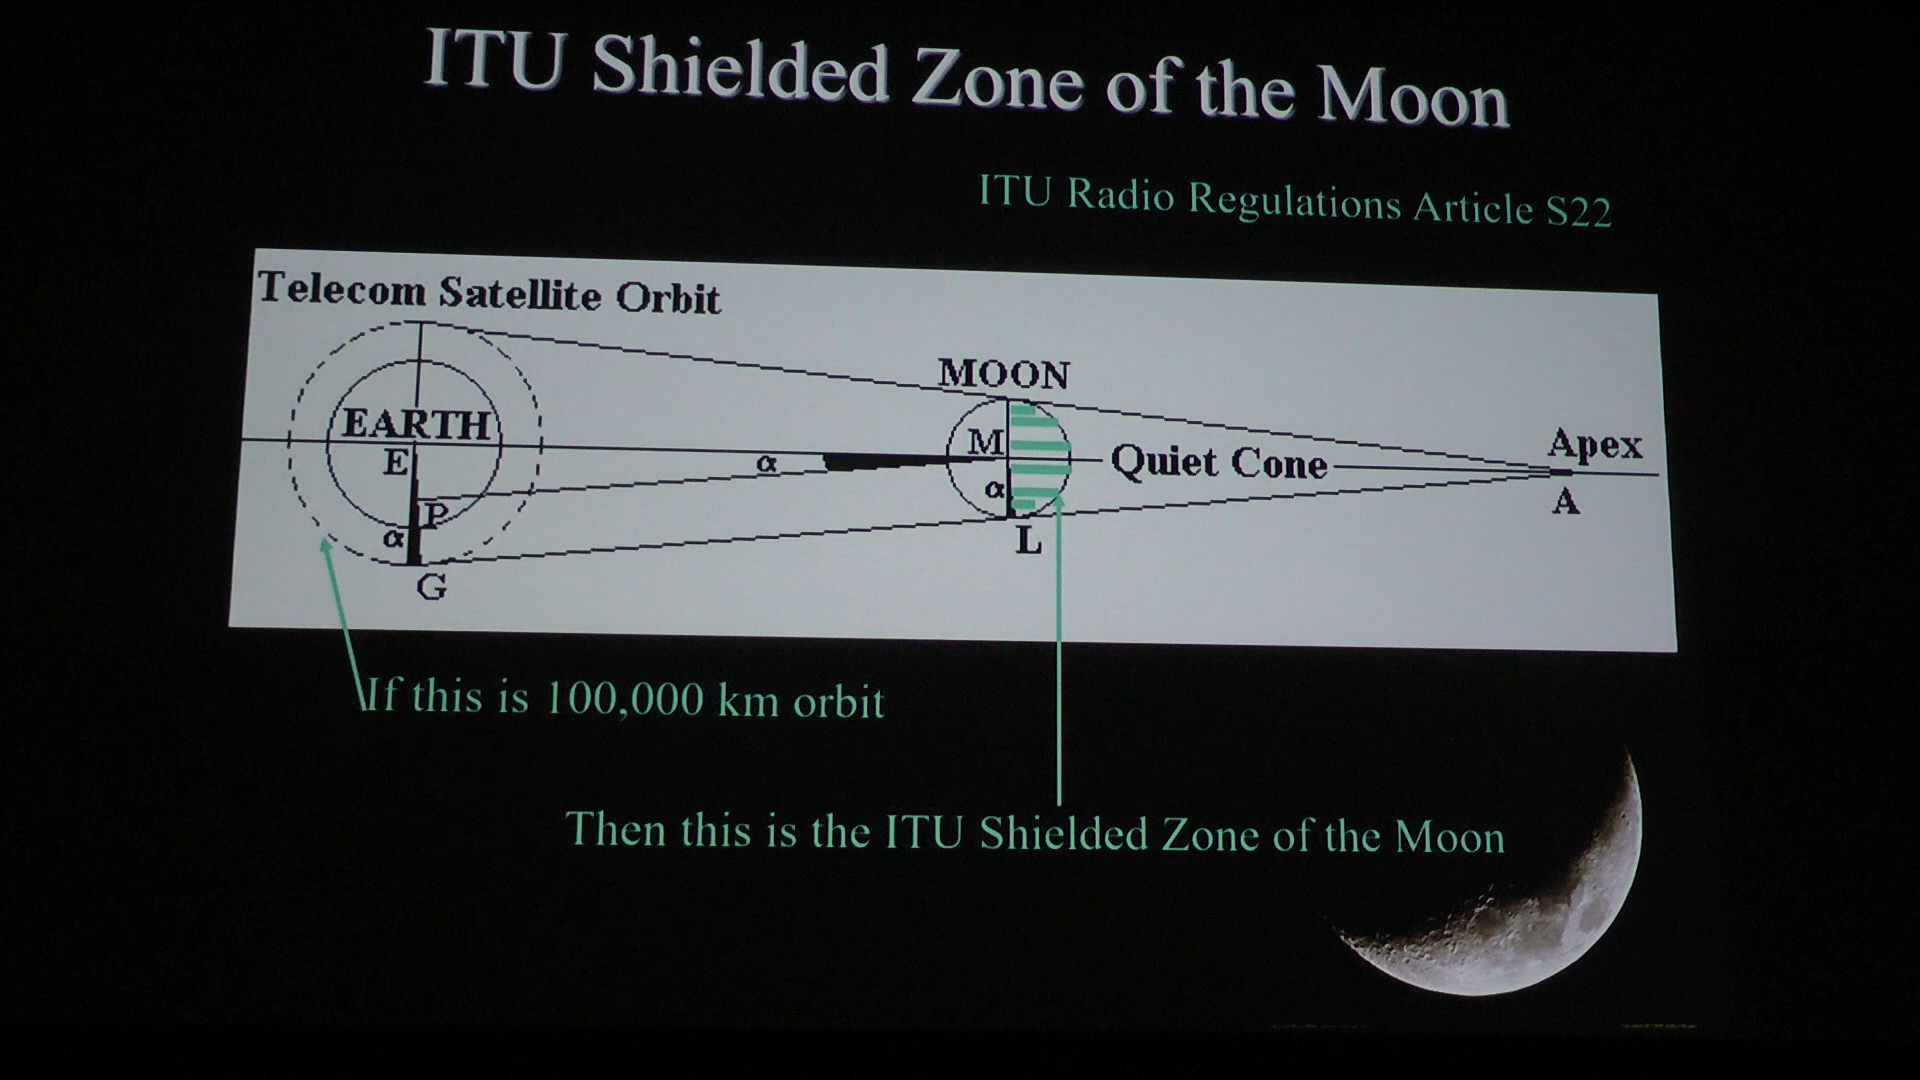 ITU Shielded Zone of the Moon
ITU Radio Regulations Article S22
Telecom Satellite Orbit
MOON
EARTH
M
Quiet Cone
Apex
E
α
α
A
P
α
L
G
If this is 100,000 km orbit
Then this is the ITU Shielded Zone of the Moon